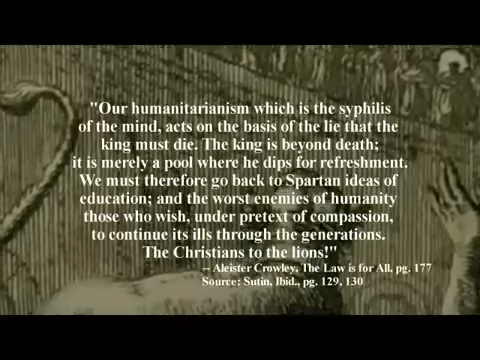 "Our humanitarianism which is the syphilis
of the mind, acts on the basis of the lie that the
king must die. The king is beyond death;
it is merely a pool where he dips for refreshment.
We must therefore go back to Spartan ideas of
education; and the worst enemies of humanity
those who wish, under pretext of compassion,
to continue its ills through the generations.
The Christians to the lions!"
-- Aleister Crowley, The Law is for All, pg. 177
Source: Sutin, Ibid., pg. 129, 130